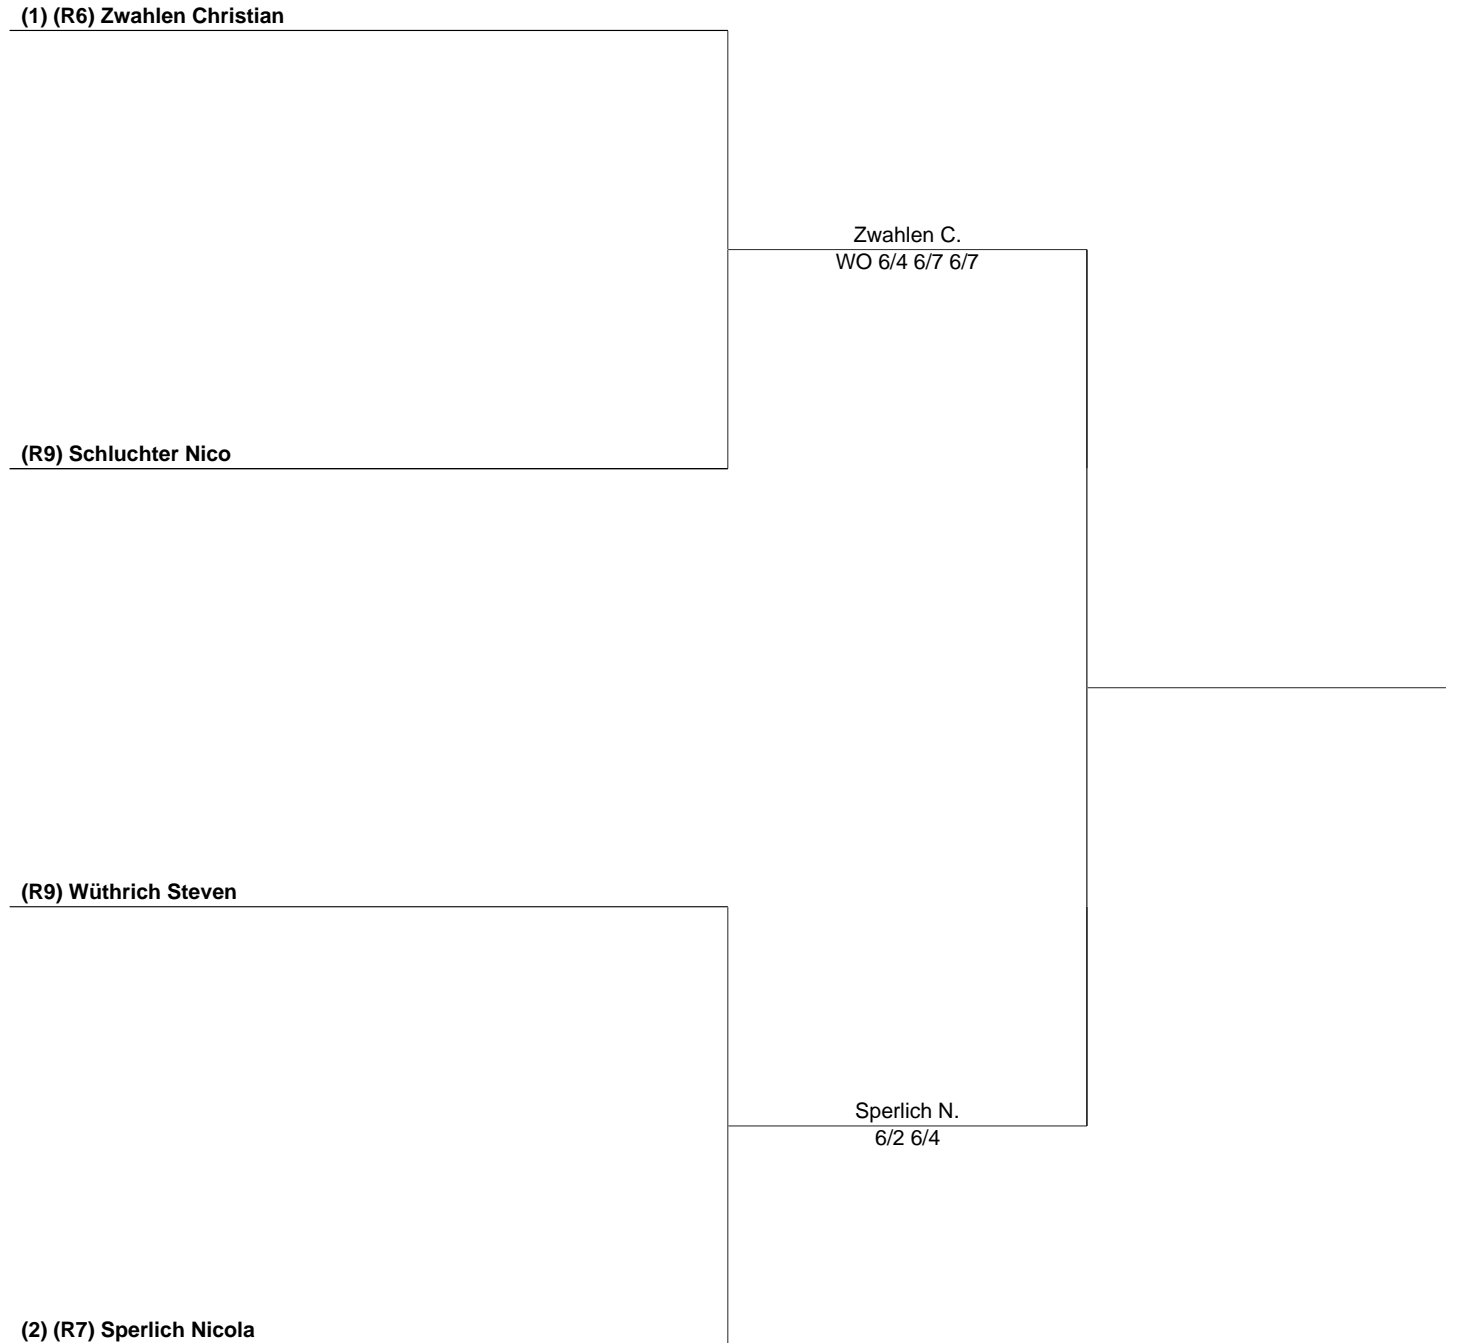 (1) (R6) Zwahlen Christian
Zwahlen C.
WO 6/4 6/7 6/7
(R9) Schluchter Nico
(R9) Wüthrich Steven
Sperlich N.
6/2 6/4
(2) (R7) Sperlich Nicola